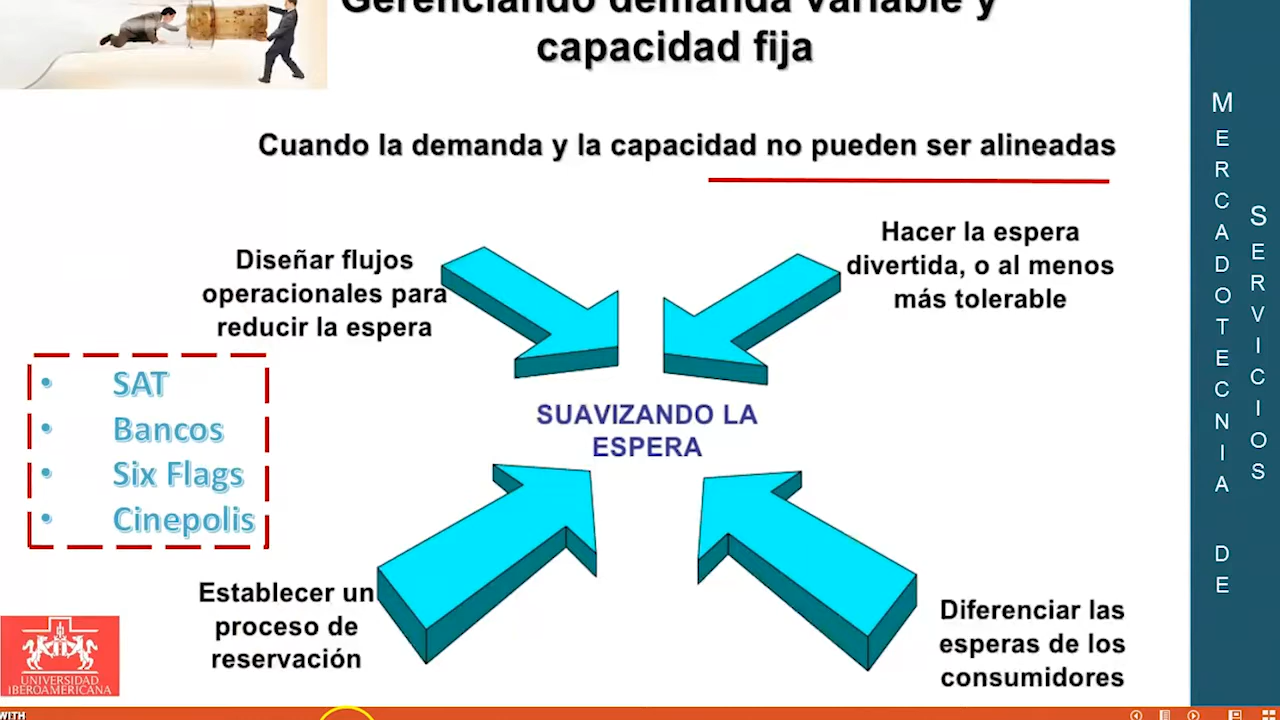 Gerenciando demanda variable y
capacidad fija
Cuando la demanda y la capacidad no pueden ser alineadas
Diseñar flujos
operacionales para
reducir la espera
Hacer la espera
divertida, o al menos
más tolerable
• SAT
• Bancos
• Six Flags
• Cinepolis
SUAVIZANDO LA
ESPERA
Establecer un
proceso de
reservación
Diferenciar las
esperas de los
consumidores
UNIVERSIDAD
IBEROAMERICANA
MERCADOTECNIA DE
SERVICIOS
WITH